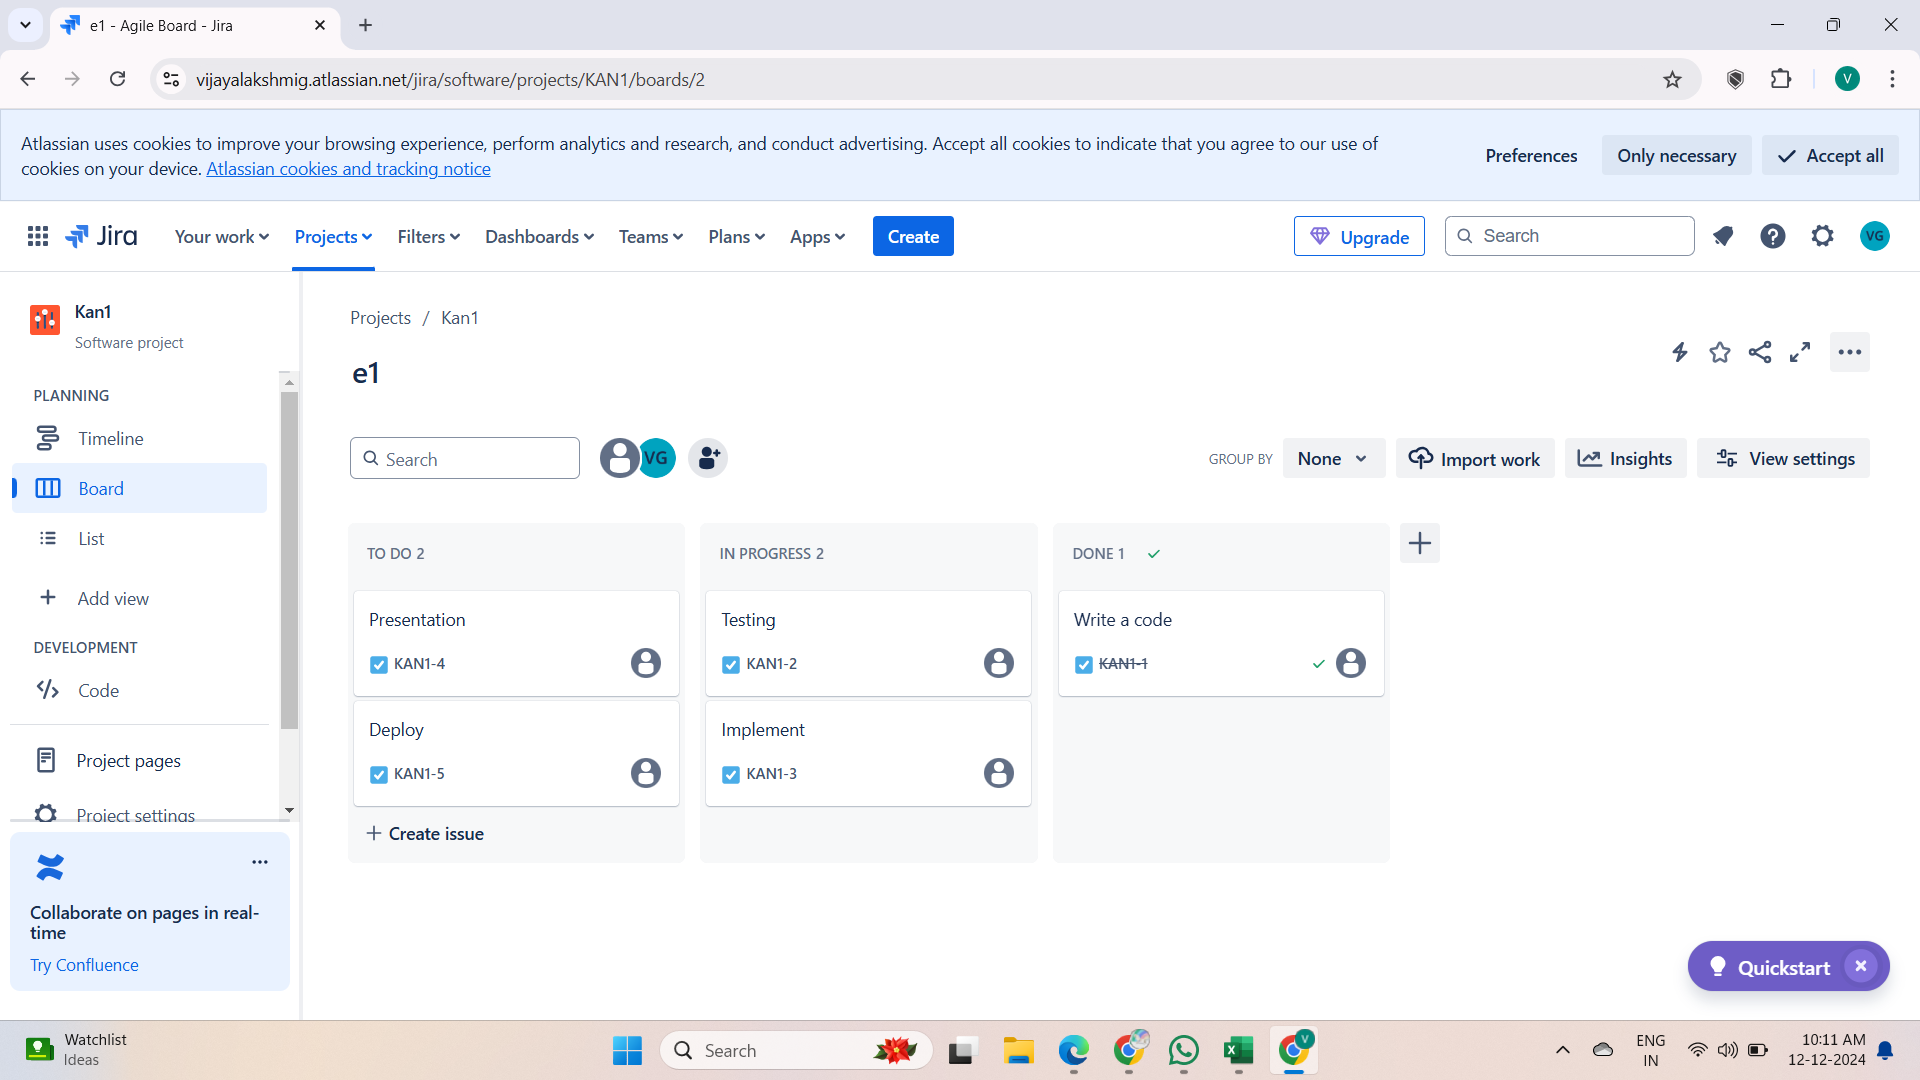 e1 - Agile Board - Jira
vijayalakshmig.atlassian.net/jira/software/projects/KAN1/boards/2
V
Atlassian uses cookies to improve your browsing experience, perform analytics and research, and conduct advertising. Accept all cookies to indicate that you agree to our use of
cookies on your device. Atlassian cookies and tracking notice
Preferences
Only necessary
Accept all
Jira
Your work
Projects
Filters
Dashboards
Teams
Plans
Apps
Create
Upgrade
Search
VG
Kan1
Software project
PLANNING
Timeline
Board
List
Add view
DEVELOPMENT
Code
Project pages
Project settings
Collaborate on pages in real-
time
Try Confluence
Projects / Kan1
e1
Search
VG
GROUP BY
None
Import work
Insights
View settings
TO DO 2
Presentation
KAN1-4
Deploy
KAN1-5
Create issue
IN PROGRESS 2
Testing
KAN1-2
Implement
KAN1-3
DONE 1
Write a code
KAN1-1
Quickstart
Watchlist
Ideas
Search
V
ENG
IN
10:11 AM
12-12-2024